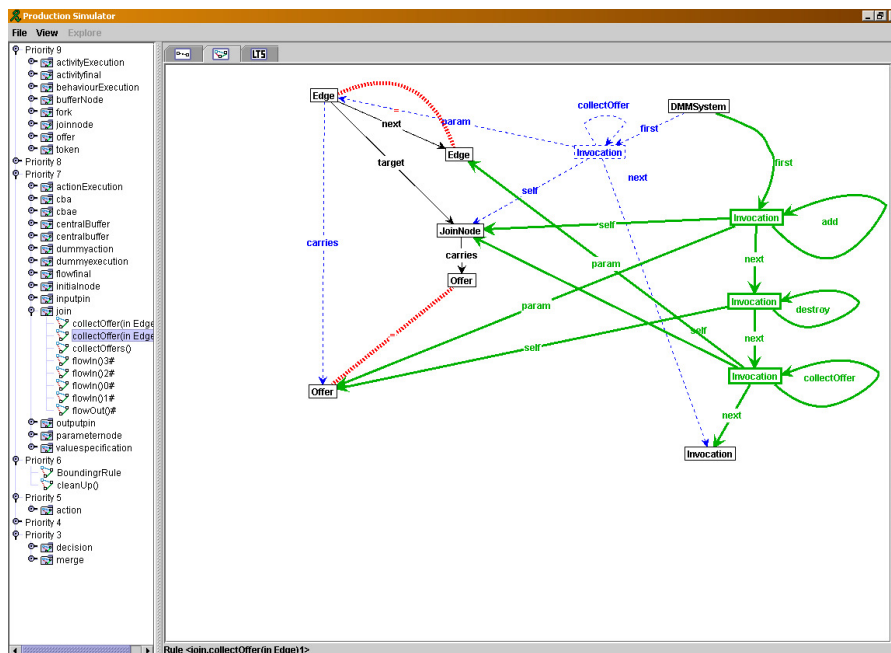 Production Simulator
File View Explore
Priority 9
activityExecution
activityfinal
behaviourExecution
bufferNode
fork
joinnode
offer
token
Priority 8
Priority 7
actionExecution
cba
cbae
centralBuffer
centralbuffer
dummyaction
dummyexecution
flowfinal
initialnode
inputpin
join
collectOffer(in Edge
collectOffer(in Edge
collectOffers()
flowIn()3#
flowIn()2#
flowIn()0#
flowIn()1#
flowOut()#
outputpin
parameternode
valuespecification
Priority 6
BoundingrRule
cleanUp()
Priority 5
action
Priority 4
Priority 3
decision
merge
LTS
Edge
collectOffer
DMMSystem
param
first
next
Edge
Invocation
first
target
next
self
Invocation
add
self
JoinNode
carries
carries
next
param
Offer
param
Invocation
destroy
next
self
self
Invocation
collectOffer
Offer
next
Invocation
Rule <join.collectOffer(in Edge)1>